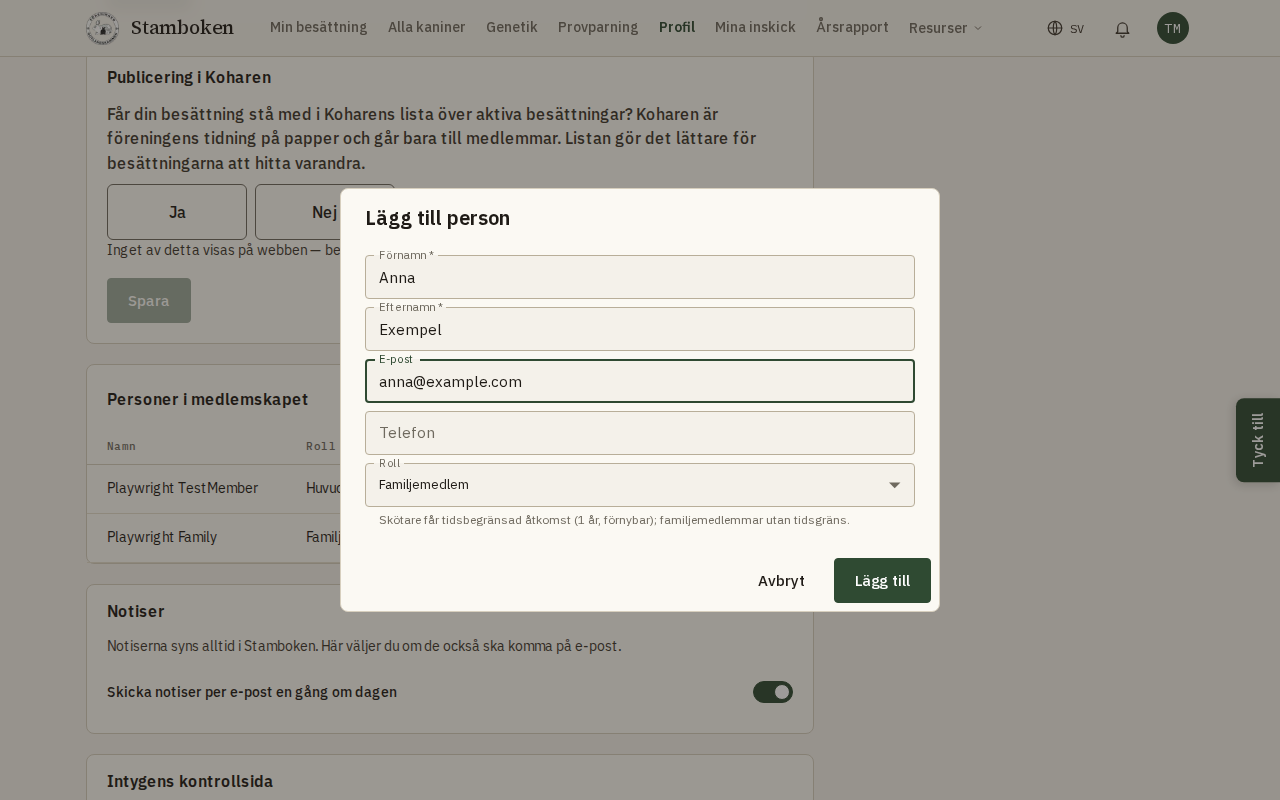 Stamboken
Min besättning
Alla kaniner
Genetik
Provparning
Profil
Mina inskick
Årsrapport
Resurser
SV
TM
Publicering i Koharen
Får din besättning stå med i Koharens lista över aktiva besättningar? Koharen är
föreningens tidning på papper och går bara till medlemmar. Listan gör det lättare för
besättningarna att hitta varandra.
Ja
Nej
Inget av detta visas på webben — be
Spara
Personer i medlemskapet
Namn
Roll
Playwright TestMember
Playwright Family
Lägg till person
Förnamn *
Anna
Efternamn *
Exempel
E-post
anna@example.com
Telefon
Roll
Familjemedlem
Skötare får tidsbegränsad åtkomst (1 år, förnybar); familjemedlemmar utan tidsgräns.
Avbryt
Lägg till
Tyck till
Notiser
Notiserna syns alltid i Stamboken. Här väljer du om de också ska komma på e-post.
Skicka notiser per e-post en gång om dagen
Intygens kontrollsida